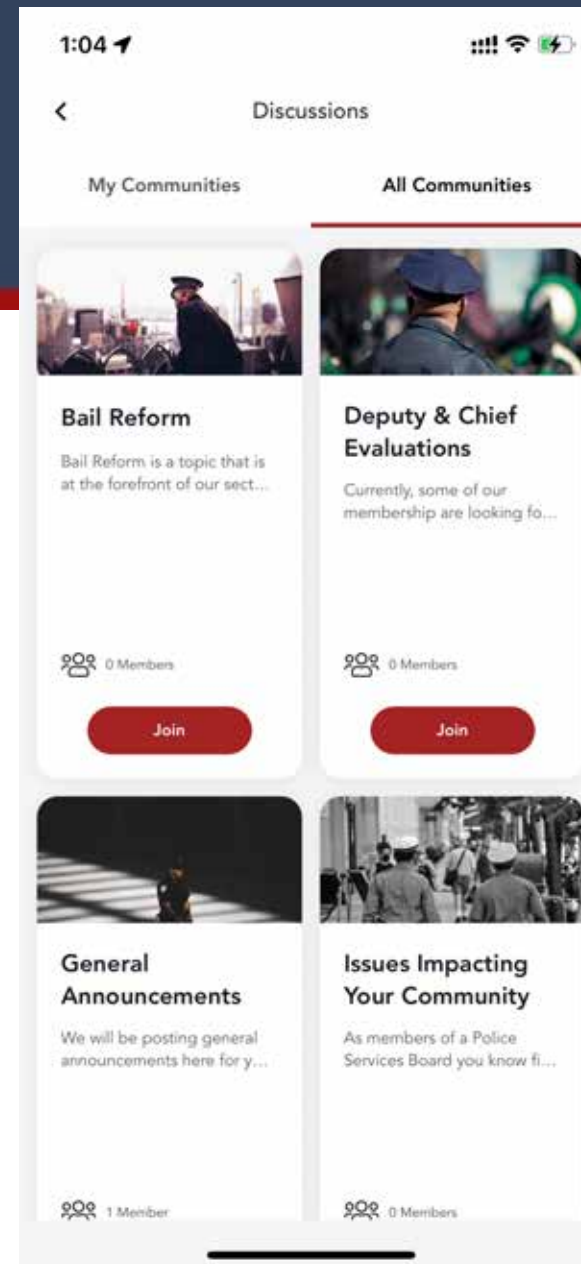 1:04
Discussions
My Communities
All Communities
Bail Reform
Bail Reform is a topic that is
at the forefront of our sect...
0 Members
Join
Deputy & Chief
Evaluations
Currently, some of our
membership are looking fo...
0 Members
Join
General
Announcements
We will be posting general
announcements here for y...
1 Member
Issues Impacting
Your Community
As members of a Police
Services Board you know fi...
0 Members